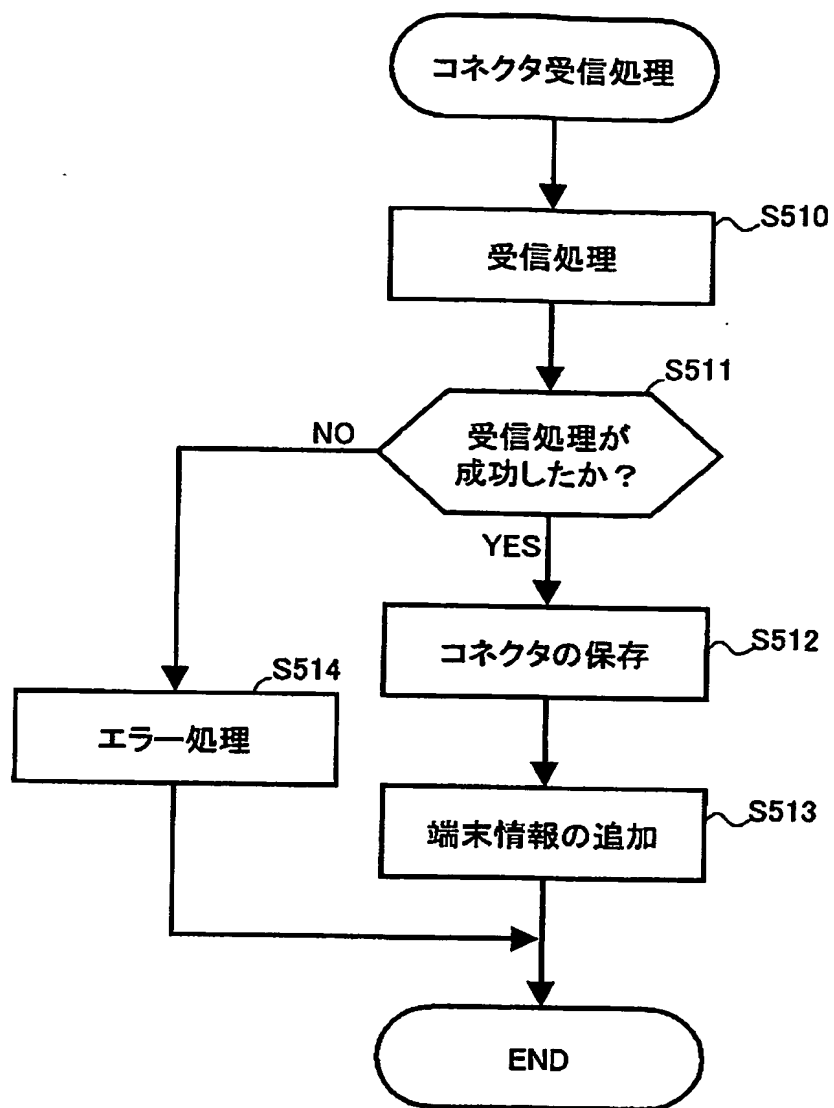 コネクタ受信処理
S510
受信処理
S511
受信処理が
成功したか？
NO
YES
S512
コネクタの保存
S514
エラー処理
S513
端末情報の追加
END